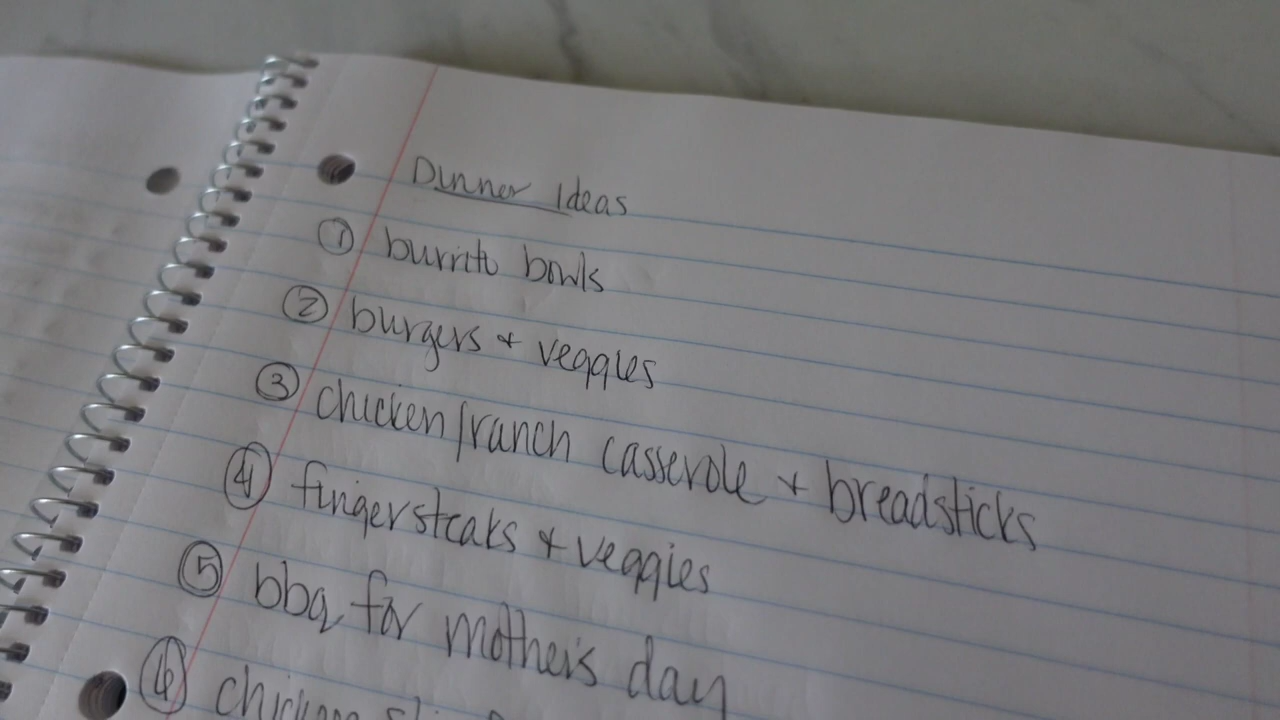 Dinner Ideas
① burrito bowls
② burgers + veggies
③ chicken/ranch casserole + breadsticks
④ fingersteaks + veggies
⑤ bbq for mother's day
⑥